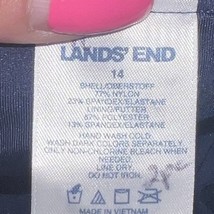 LANDS' END
14
SHELL/OBERSTOFF
77% NYLON
23% SPANDEX/ELASTANE
LINING/FUTTER
87% POLYESTER
13% SPANDEX/ELASTANE
HAND WASH COLD.
WASH DARK COLORS SEPARATELY
ONLY NON-CHLORINE BLEACH WHEN
NEEDED.
LINE DRY.
DO NOT IRON.
MADE IN VIETNAM